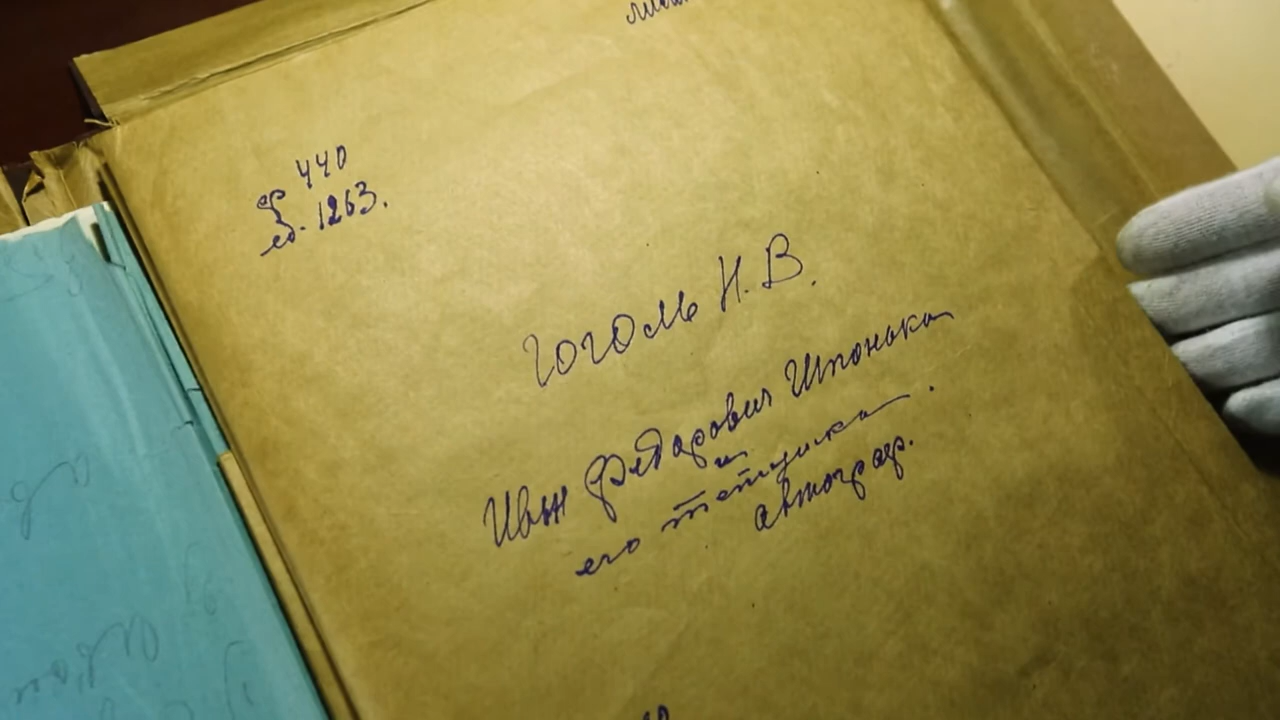 ф 440
ед. 1263.
Гоголь Н. В.
Иван Федорович Шпонька
и
его тетушка.
автограф.